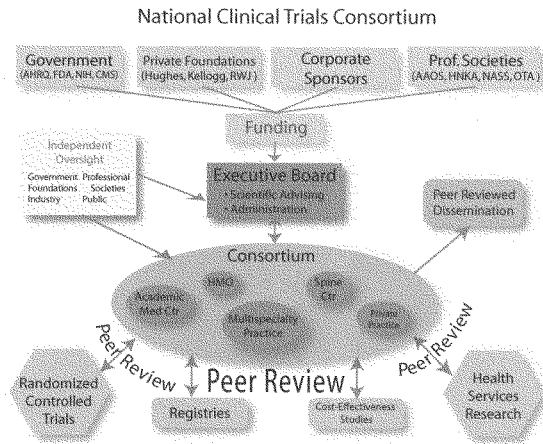 National Clinical Trials Consortium
Government
(AHRQ, FDA, NIH, CMS)
Private Foundations
(Hughes, Kellogg, RWJ )
Corporate
Sponsors
Prof. Societies
(AAOS, HNKA, NASS, OTA )
Funding
Independent
Oversight
Government Professional
Foundations Societies
Industry Public
Executive Board
• Scientific Advising
• Administration
Peer Reviewed
Dissemination
Consortium
HMO
Spine
Ctr
Academic
Med Ctr
Multispecialty
Practice
Private
Practice
Peer Review
Peer Review
Peer Review
Randomized
Controlled
Trials
Registries
Cost-Effectiveness
Studies
Health
Services
Research